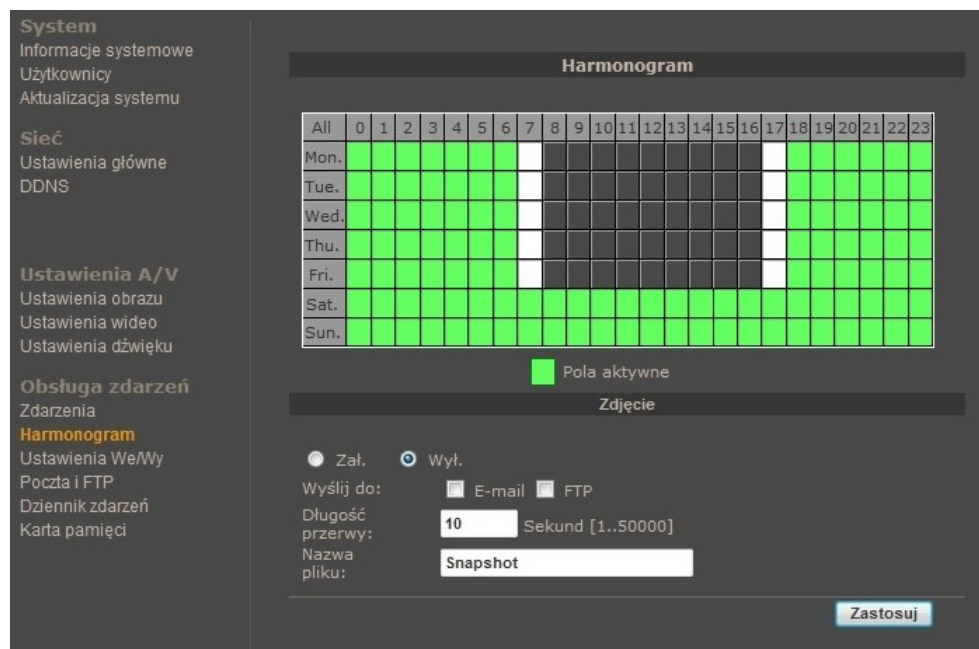 System
Informacje systemowe
Użytkownicy
Aktualizacja systemu
Sieć
Ustawienia główne
DDNS
Ustawienia A/V
Ustawienia obrazu
Ustawienia wideo
Ustawienia dźwięku
Obsługa zdarzeń
Zdarzenia
Harmonogram
Ustawienia We/Wy
Poczta i FTP
Dziennik zdarzeń
Karta pamięci
Harmonogram
All 0 1 2 3 4 5 6 7 8 9 10 11 12 13 14 15 16 17 18 19 20 21 22 23
Mon.
Tue.
Wed.
Thu.
Fri.
Sat.
Sun.
Pola aktywne
Zdjęcie
Zał. Wył.
Wyślij do: E-mail FTP
Długość
przerwy: 10 Sekund [1..50000]
Nazwa
pliku: Snapshot
Zastosuj